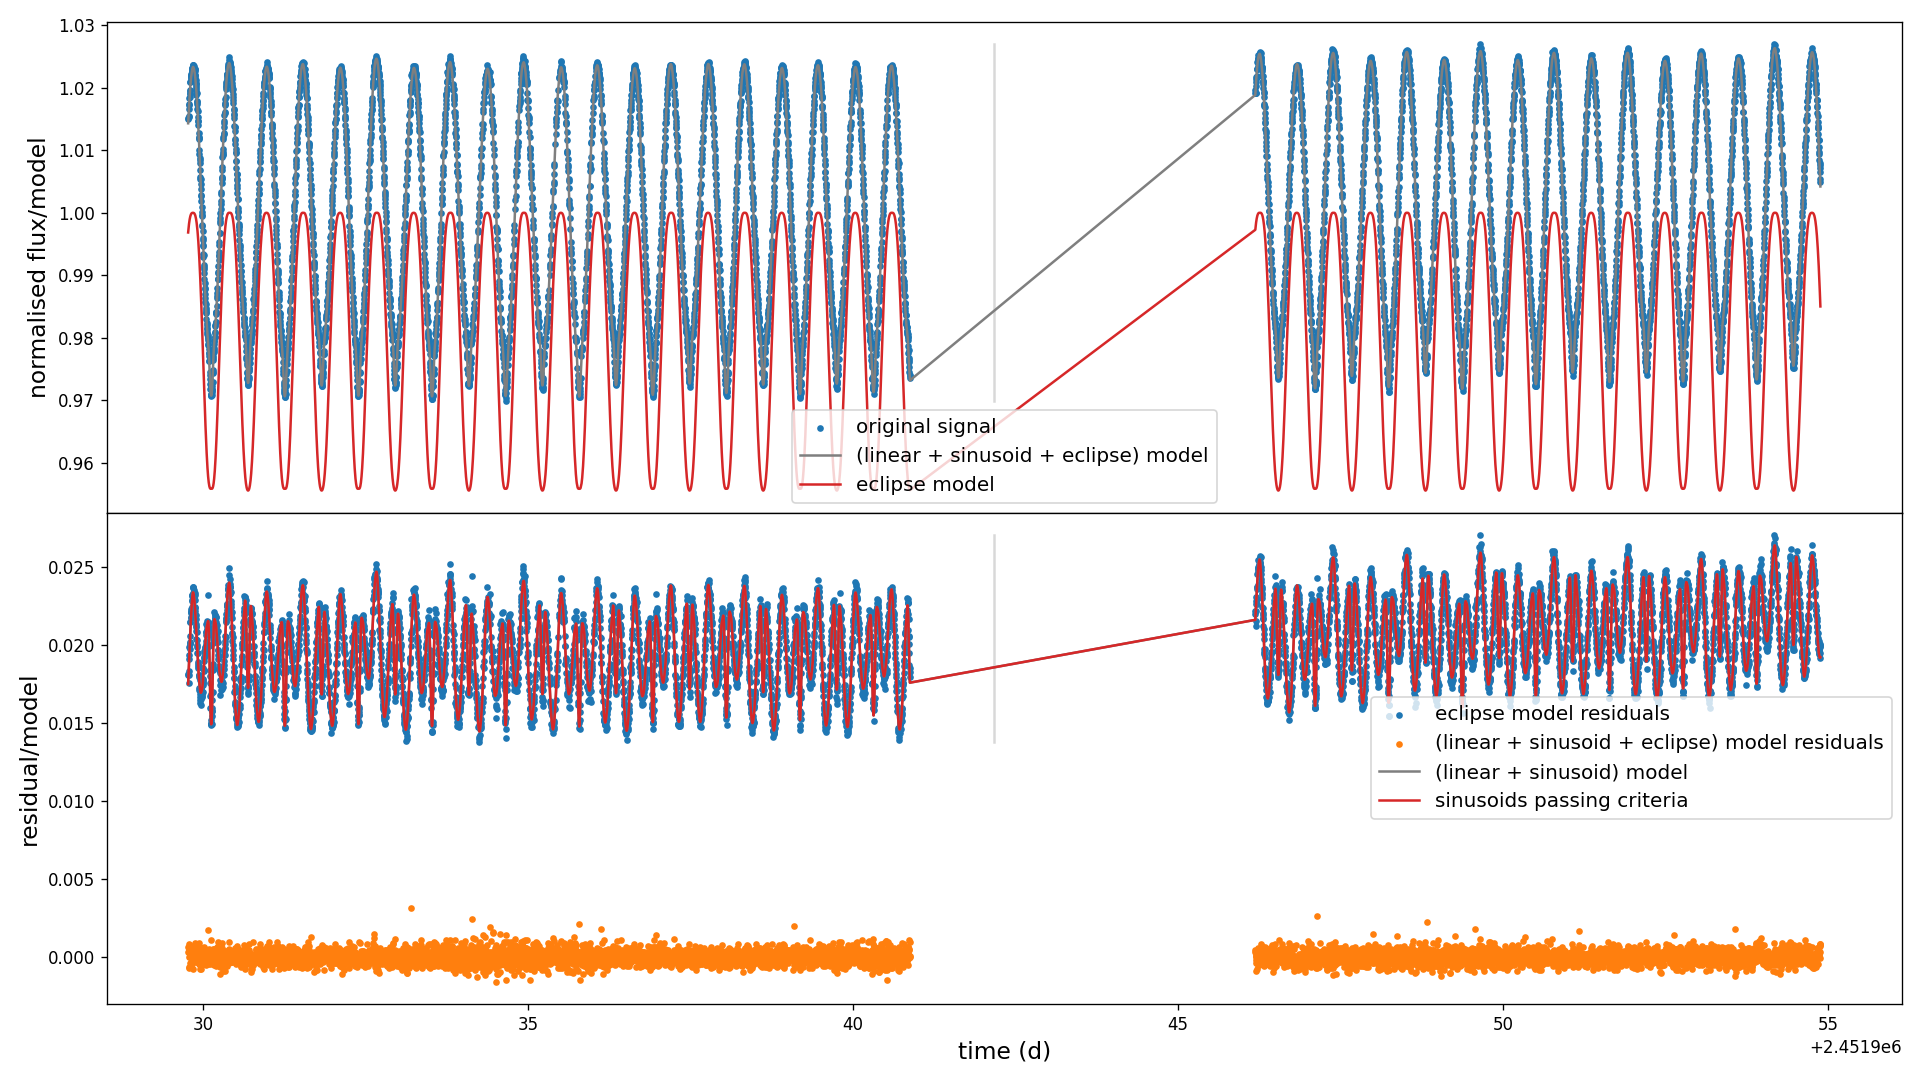 normalised flux/model
1.03
1.02
1.01
1.00
0.99
0.98
0.97
0.96
original signal
(linear + sinusoid + eclipse) model
eclipse model
residual/model
0.025
0.020
0.015
0.010
0.005
0.000
eclipse model residuals
(linear + sinusoid + eclipse) model residuals
(linear + sinusoid) model
sinusoids passing criteria
30 35 40 45 50 55
time (d)
+2.4519e6